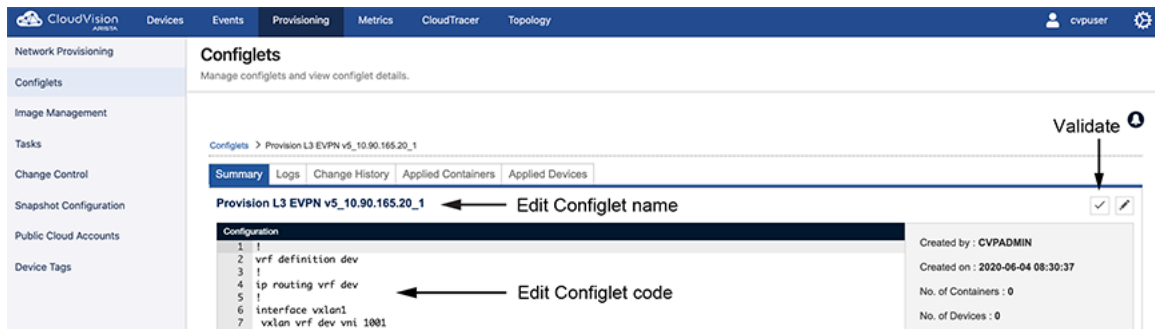 CloudVision
ARISTA
Devices
Events
Provisioning
Metrics
CloudTracer
Topology
cvpuser
Network Provisioning
Configlets
Image Management
Tasks
Change Control
Snapshot Configuration
Public Cloud Accounts
Device Tags
Configlets
Manage configlets and view configlet details.
Validate
Configlets > Provision L3 EVPN v5_10.90.165.20_1
Summary
Logs
Change History
Applied Containers
Applied Devices
Provision L3 EVPN v5_10.90.165.20_1
Edit Configlet name
Configuration
1 !
2 vrf definition dev
3 !
4 ip routing vrf dev
5 !
6 interface vxlan1
7 vxlan vrf dev vni 1001
Edit Configlet code
Created by : CVPADMIN
Created on : 2020-06-04 08:30:37
No. of Containers : 0
No. of Devices : 0